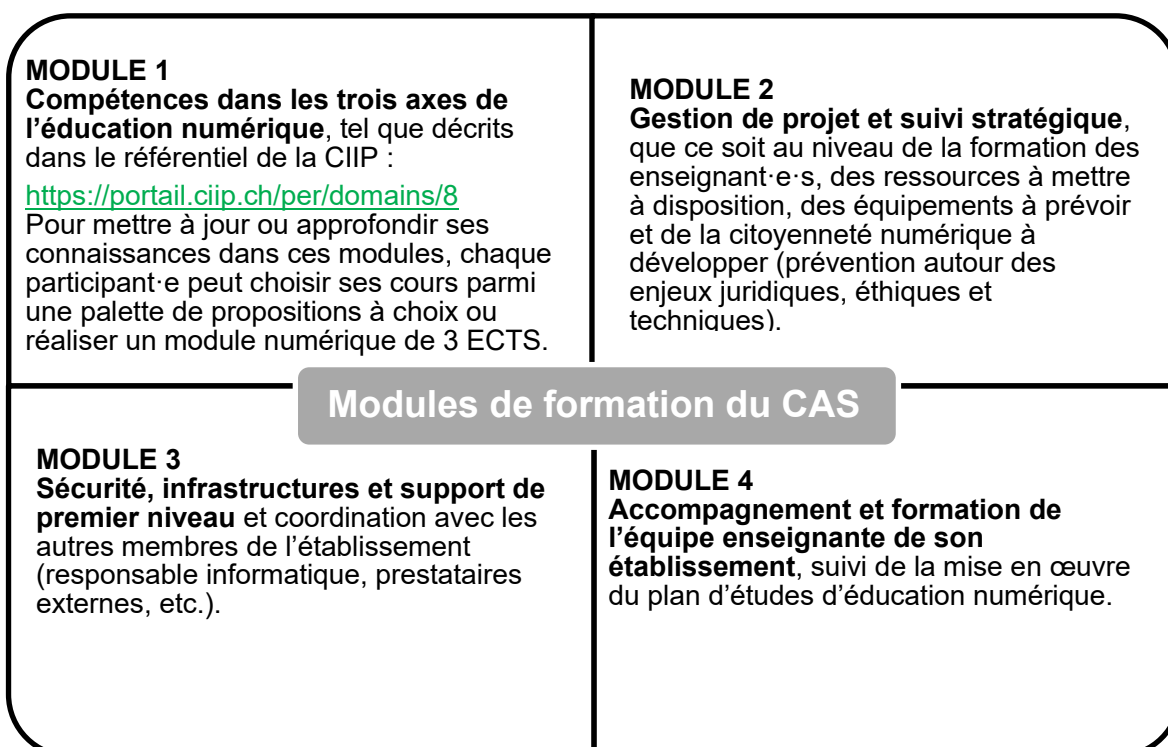 MODULE 1
Compétences dans les trois axes de
l’éducation numérique, tel que décrits
dans le référentiel de la CIIP :
https://portail.ciip.ch/per/domains/8
Pour mettre à jour ou approfondir ses
connaissances dans ces modules, chaque
participant·e peut choisir ses cours parmi
une palette de propositions à choix ou
réaliser un module numérique de 3 ECTS.
MODULE 2
Gestion de projet et suivi stratégique,
que ce soit au niveau de la formation des
enseignant·e·s, des ressources à mettre
à disposition, des équipements à prévoir
et de la citoyenneté numérique à
développer (prévention autour des
enjeux juridiques, éthiques et
techniques).
Modules de formation du CAS
MODULE 3
Sécurité, infrastructures et support de
premier niveau et coordination avec les
autres membres de l’établissement
(responsable informatique, prestataires
externes, etc.).
MODULE 4
Accompagnement et formation de
l’équipe enseignante de son
établissement, suivi de la mise en œuvre
du plan d’études d’éducation numérique.